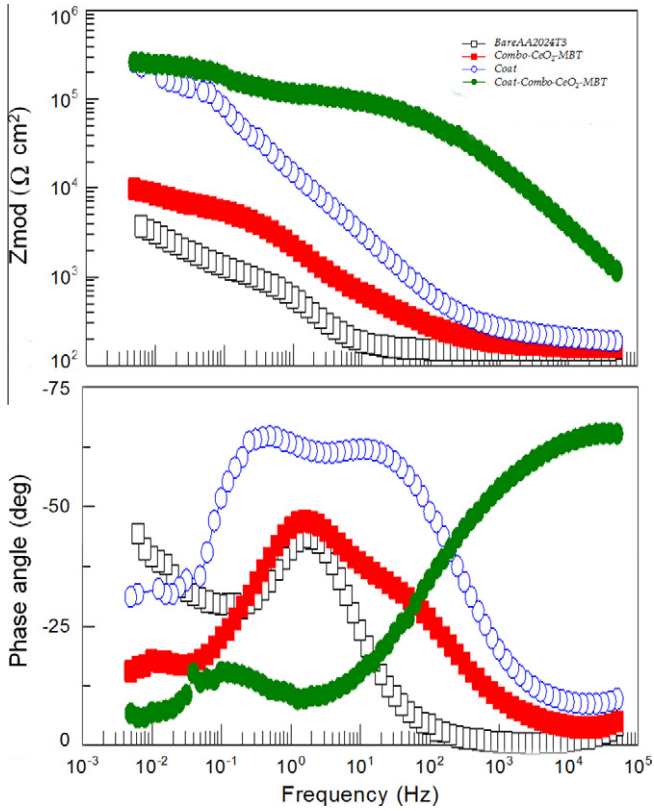 10⁶
BareAA2024T3
Combo-CeO₂-MBT
Coat
Coat-Combo-CeO₂-MBT
10⁵
10⁴
10³
10²
Zmod (Ω cm²)
-75
-50
-25
0
Phase angle (deg)
10⁻³ 10⁻² 10⁻¹ 10⁰ 10¹ 10² 10³ 10⁴ 10⁵
Frequency (Hz)